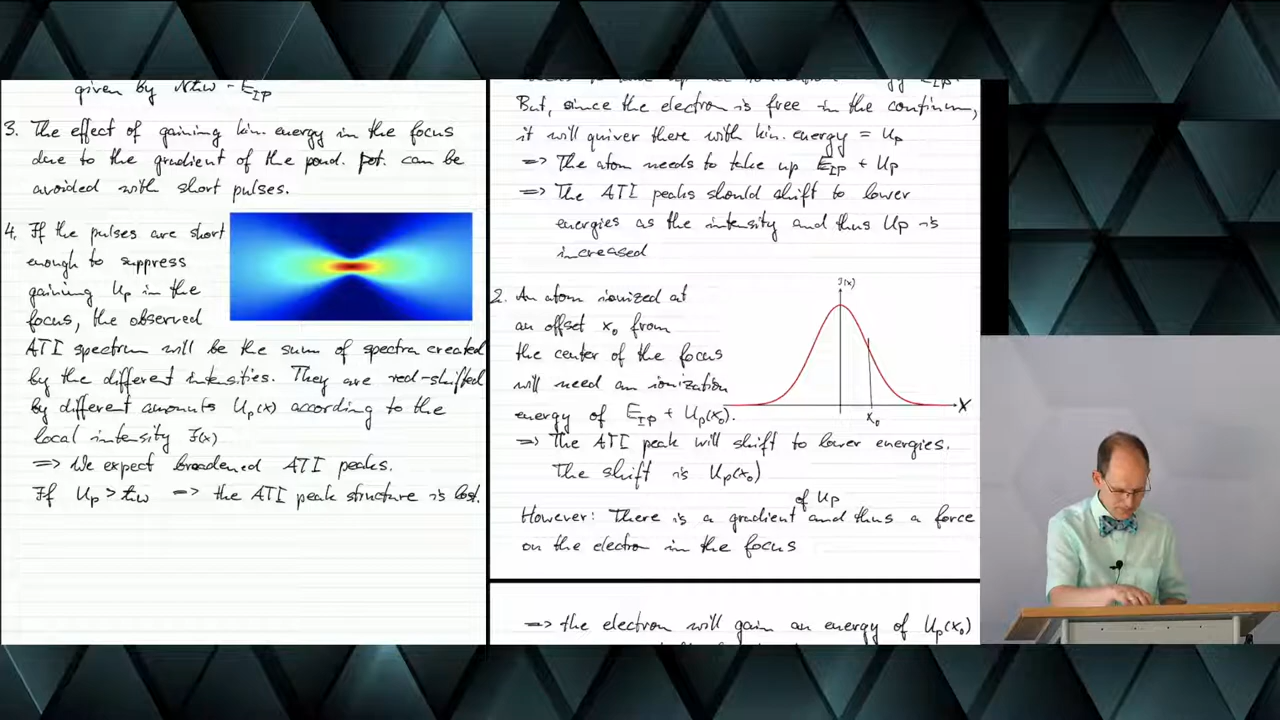 given by Nħω - E_IP
3. The effect of gaining kin. energy in the focus
due to the gradient of the pond. pot. can be
avoided with short pulses.
4. If the pulses are short
enough to suppress
gaining Up in the
focus, the observed
ATI spectrum will be the sum of spectra created
by the different intensities. They are red-shifted
by different amounts Up(x) according to the
local intensity J(x)
=> We expect broadened ATI peaks.
If Up > ħω => the ATI peak structure is lost.
But, since the electron is free in the continuum,
it will quiver there with kin. energy = Up
=> The atom needs to take up E_IP + Up
=> The ATI peaks should shift to lower
energies as the intensity and thus Up is
increased
2. An atom ionized at
an offset x₀ from
the center of the focus
will need an ionization
energy of E_IP + Up(x₀).
J(x)
X
x₀
=> The ATI peak will shift to lower energies.
The shift is Up(x₀)
of Up
However: There is a gradient and thus a force
on the electron in the focus
=> the electron will gain an energy of Up(x₀)